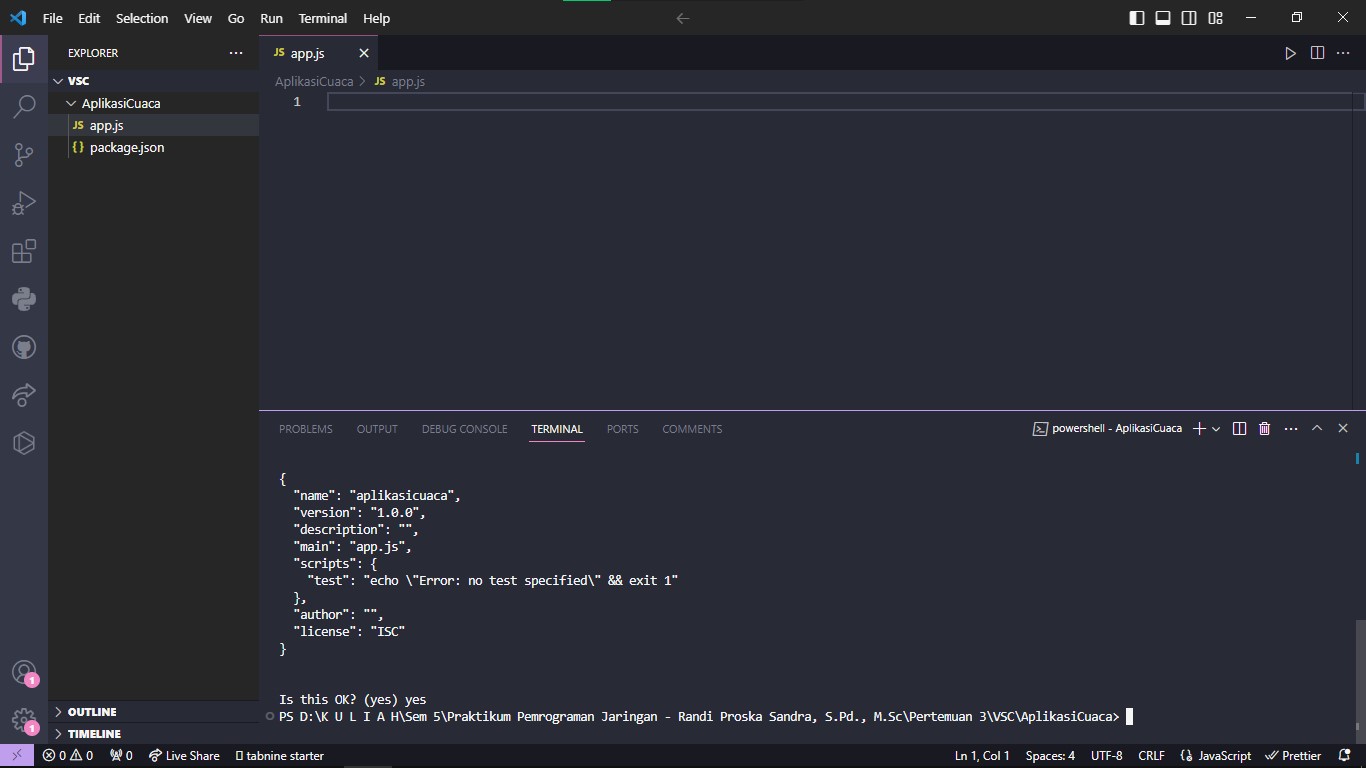 File Edit Selection View Go Run Terminal Help
EXPLORER
VSC
AplikasiCuaca
JS app.js
{} package.json
OUTLINE
TIMELINE
JS app.js
AplikasiCuaca > JS app.js
1
PROBLEMS OUTPUT DEBUG CONSOLE TERMINAL PORTS COMMENTS
powershell - AplikasiCuaca
{
"name": "aplikasicuaca",
"version": "1.0.0",
"description": "",
"main": "app.js",
"scripts": {
"test": "echo \"Error: no test specified\" && exit 1"
},
"author": "",
"license": "ISC"
}
Is this OK? (yes) yes
PS D:\K U L I A H\Sem 5\Praktikum Pemrograman Jaringan - Randi Proska Sandra, S.Pd., M.Sc\Pertemuan 3\VSC\AplikasiCuaca>
1
1
0 0 0 Live Share tabnine starter
Ln 1, Col 1 Spaces: 4 UTF-8 CRLF {} JavaScript Prettier